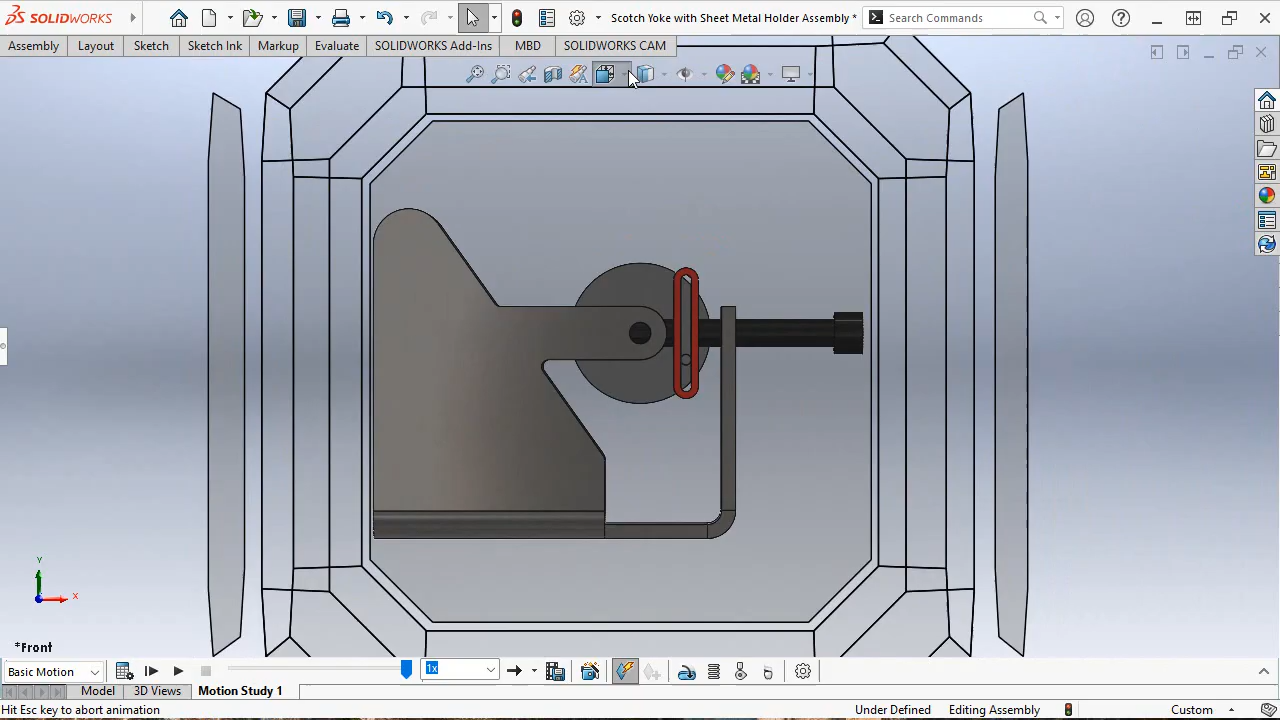 SOLIDWORKS
Scotch Yoke with Sheet Metal Holder Assembly *
Search Commands
Assembly
Layout
Sketch
Sketch Ink
Markup
Evaluate
SOLIDWORKS Add-Ins
MBD
SOLIDWORKS CAM
Y
X
*Front
Basic Motion
1x
Model
3D Views
Motion Study 1
Hit Esc key to abort animation
Under Defined
Editing Assembly
Custom